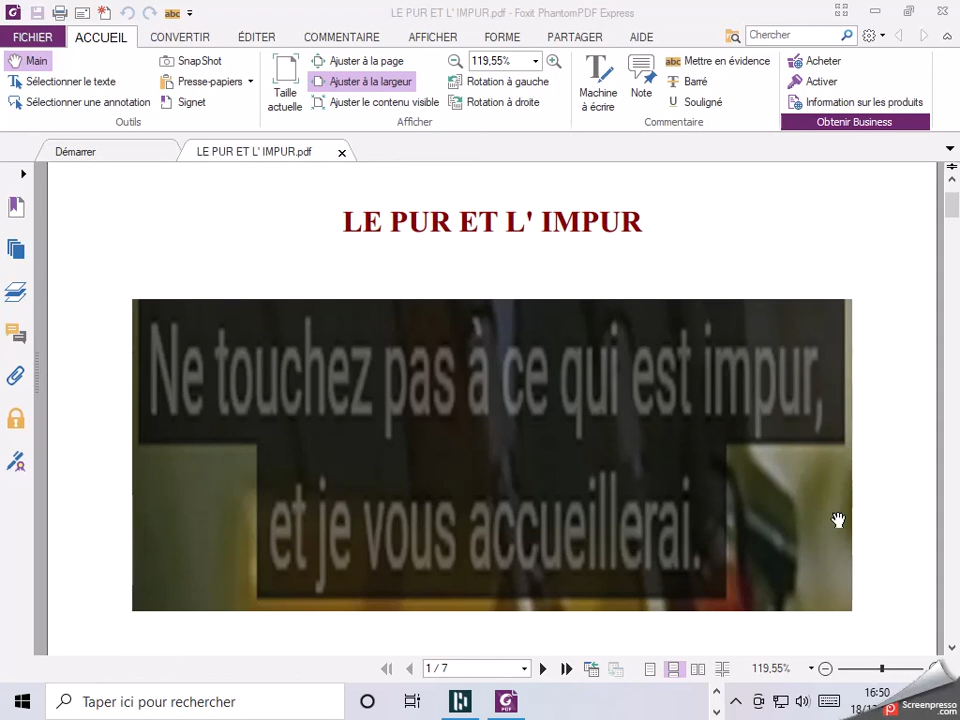 LE PUR ET L' IMPUR.pdf - Foxit PhantomPDF Express
FICHIER ACCUEIL CONVERTIR ÉDITER COMMENTAIRE AFFICHER FORME PARTAGER AIDE Chercher
Main SnapShot Ajuster à la page 119,55% Mettre en évidence Acheter
Sélectionner le texte Presse-papiers Ajuster à la largeur Rotation à gauche Barré Activer
Sélectionner une annotation Signet Taille actuelle Ajuster le contenu visible Rotation à droite Machine à écrire Note Souligné Information sur les produits
Outils Afficher Commentaire Obtenir Business
Démarrer LE PUR ET L' IMPUR.pdf
LE PUR ET L' IMPUR
Ne touchez pas à ce qui est impur,
et je vous accueillerai.
1 / 7 119,55%
Taper ici pour rechercher 16:50
Screenpresso
.com